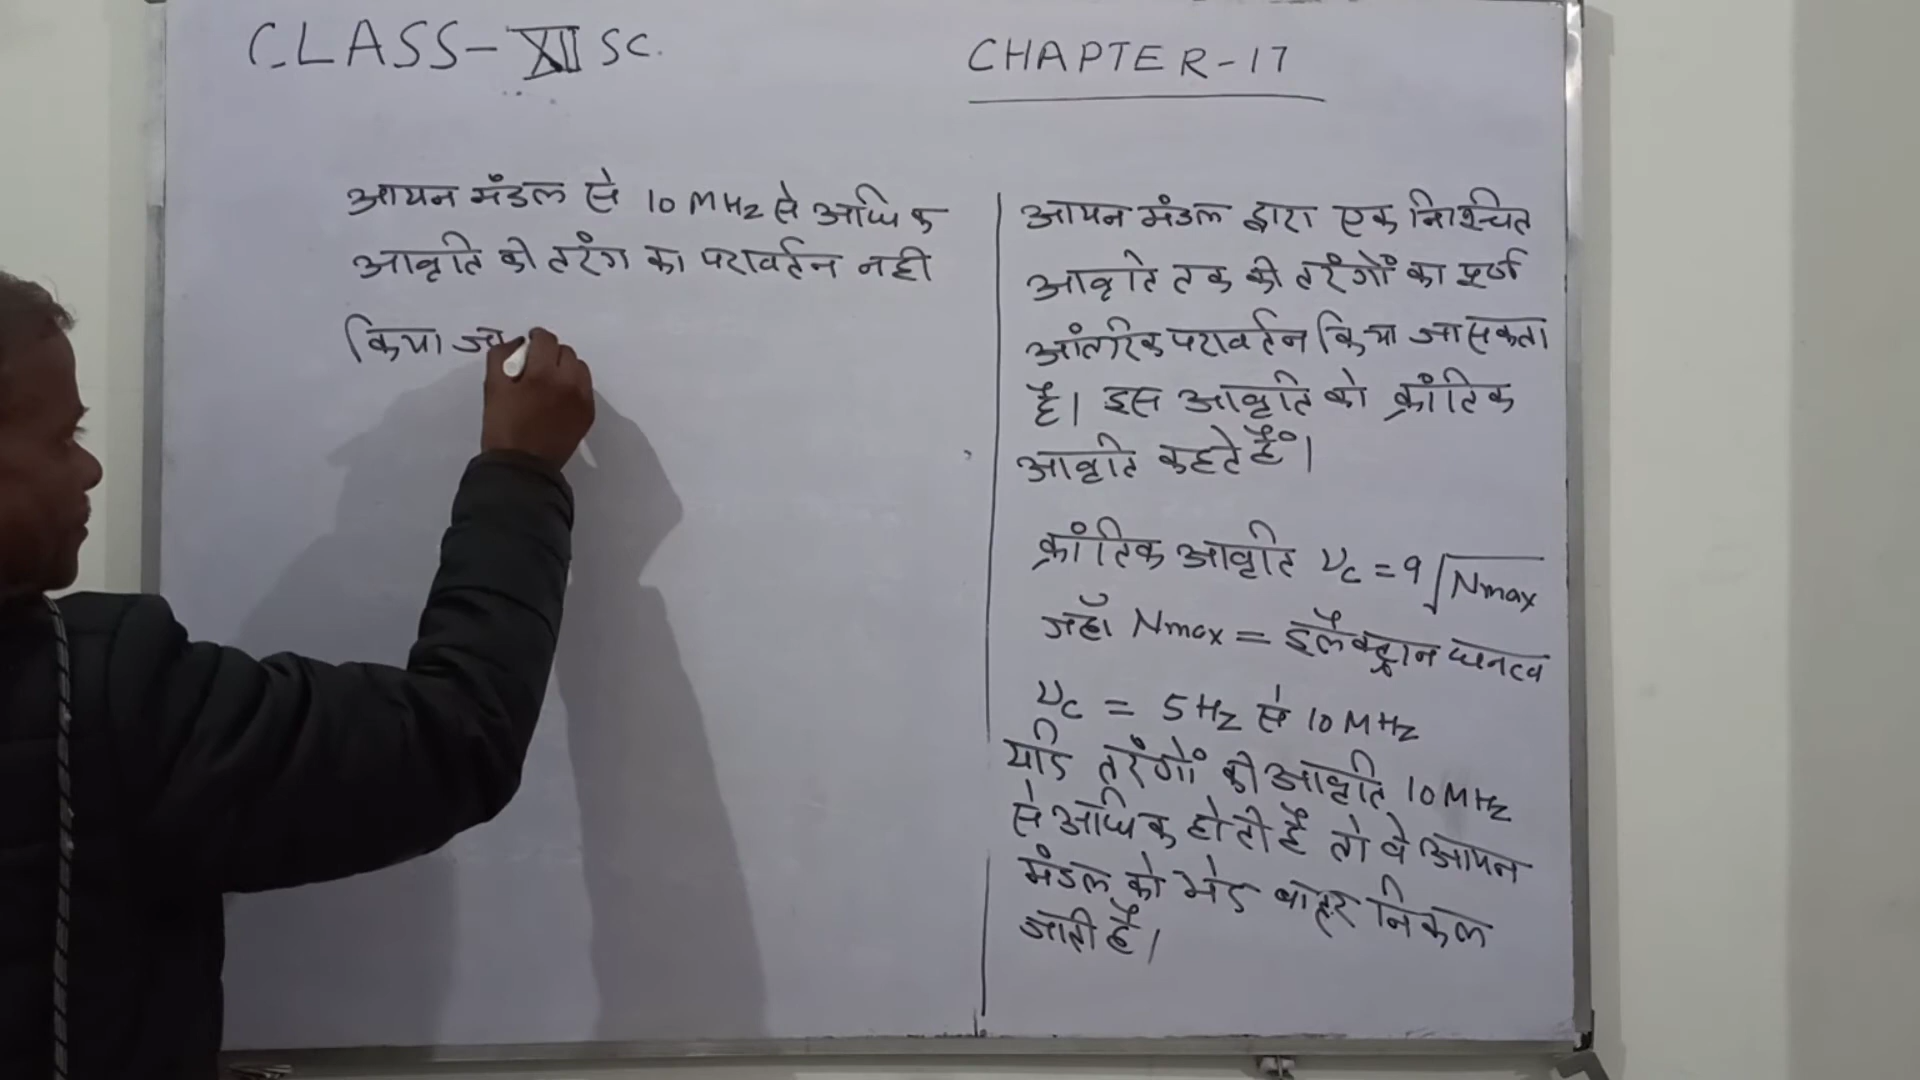 CLASS-XII SC.
CHAPTER-17
आयन मंडल से 10 MHz से अधिक
आवृति की तरंग का परावर्तन नही
किया जा
आयन मंडल द्वारा एक निश्चित
आवृति तक की तरंगों का पूर्ण
आंतरिक परावर्तन किया जा सकता
है। इस आवृति को क्रांतिक
आवृति कहते हैं।
क्रांतिक आवृति νc = 9√Nmax
जहाँ Nmax = इलैक्ट्रान घनत्व
νc = 5Hz से 10 MHz
यदि तरंगों की आवृति 10 MHz
से अधिक होती है तो वे आयन
मंडल को भेद बाहर निकल
जाती है।